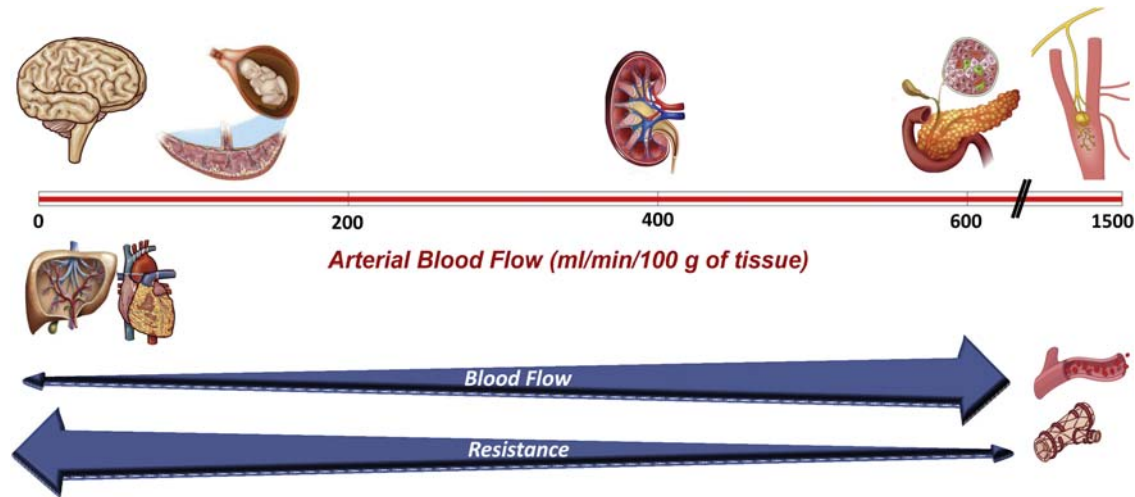 0 200 400 600 1500
Arterial Blood Flow (ml/min/100 g of tissue)
Blood Flow
Resistance